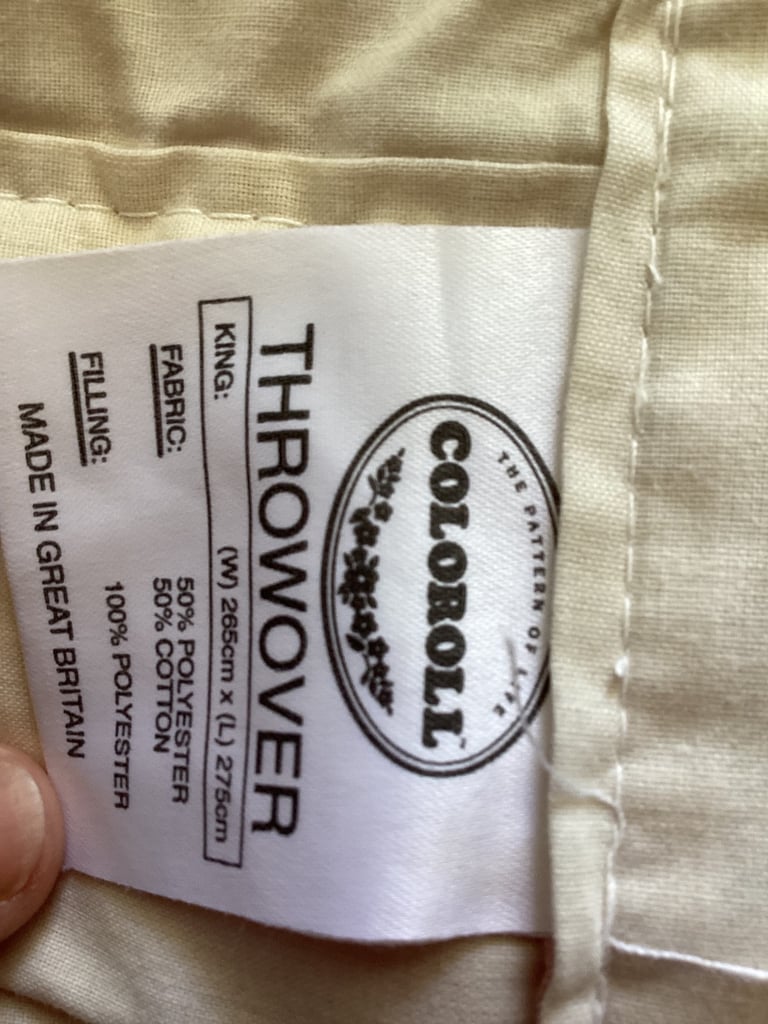 THE PATTERN OF LIFE
COLOROLL™
THROWOVER
KING: (W) 265cm x (L) 275cm
FABRIC: 50% POLYESTER
50% COTTON
FILLING: 100% POLYESTER
MADE IN GREAT BRITAIN